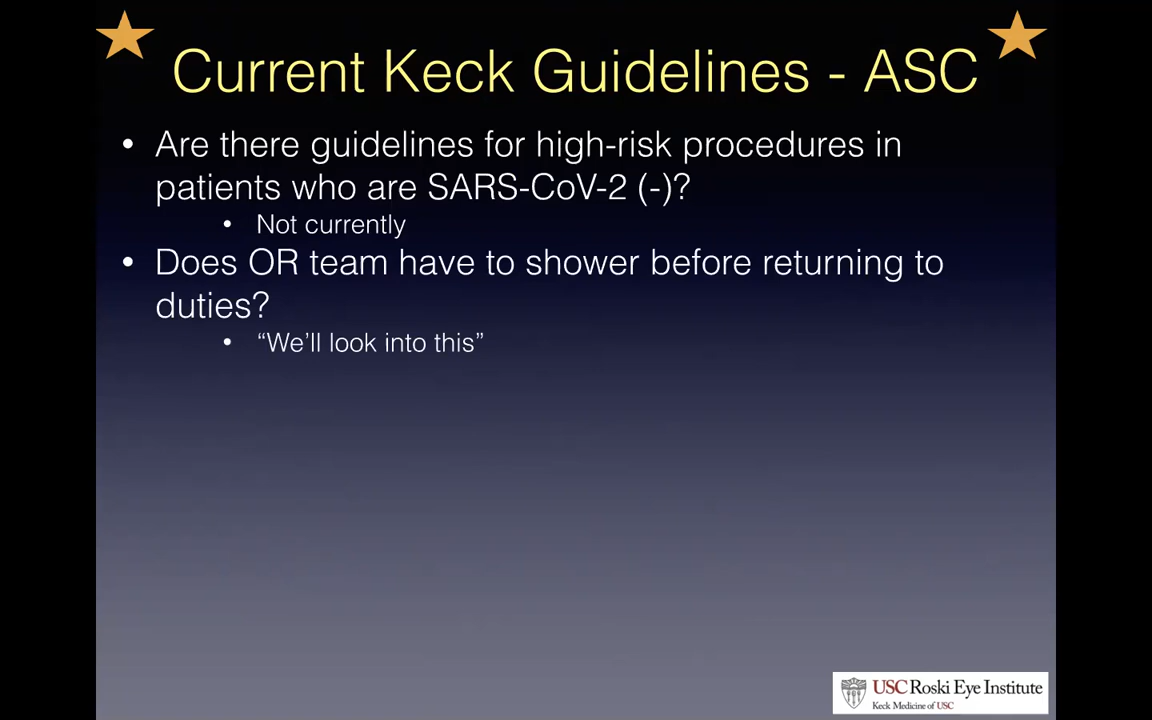 Current Keck Guidelines - ASC
• Are there guidelines for high-risk procedures in
patients who are SARS-CoV-2 (-)?
• Not currently
• Does OR team have to shower before returning to
duties?
• “We’ll look into this”
USC Roski Eye Institute
Keck Medicine of USC